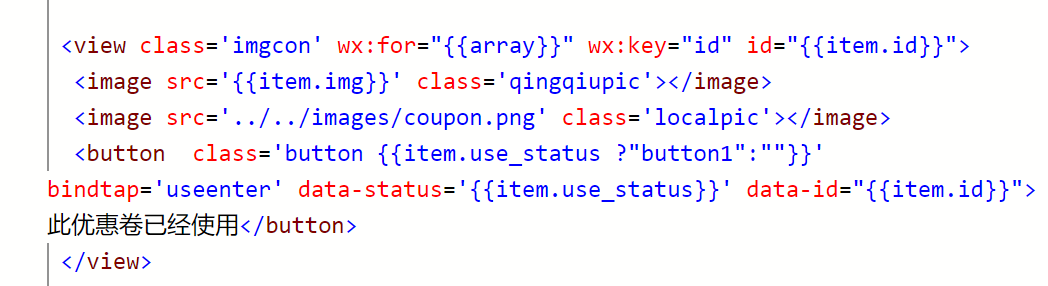 <view class='imgcon' wx:for="{{array}}" wx:key="id" id="{{item.id}}">
<image src='{{item.img}}' class='qingqiupic'></image>
<image src='../../images/coupon.png' class='localpic'></image>
<button  class='button {{item.use_status ?"button1":""}}'
bindtap='useenter' data-status='{{item.use_status}}' data-id="{{item.id}}">
此优惠卷已经使用</button>
</view>